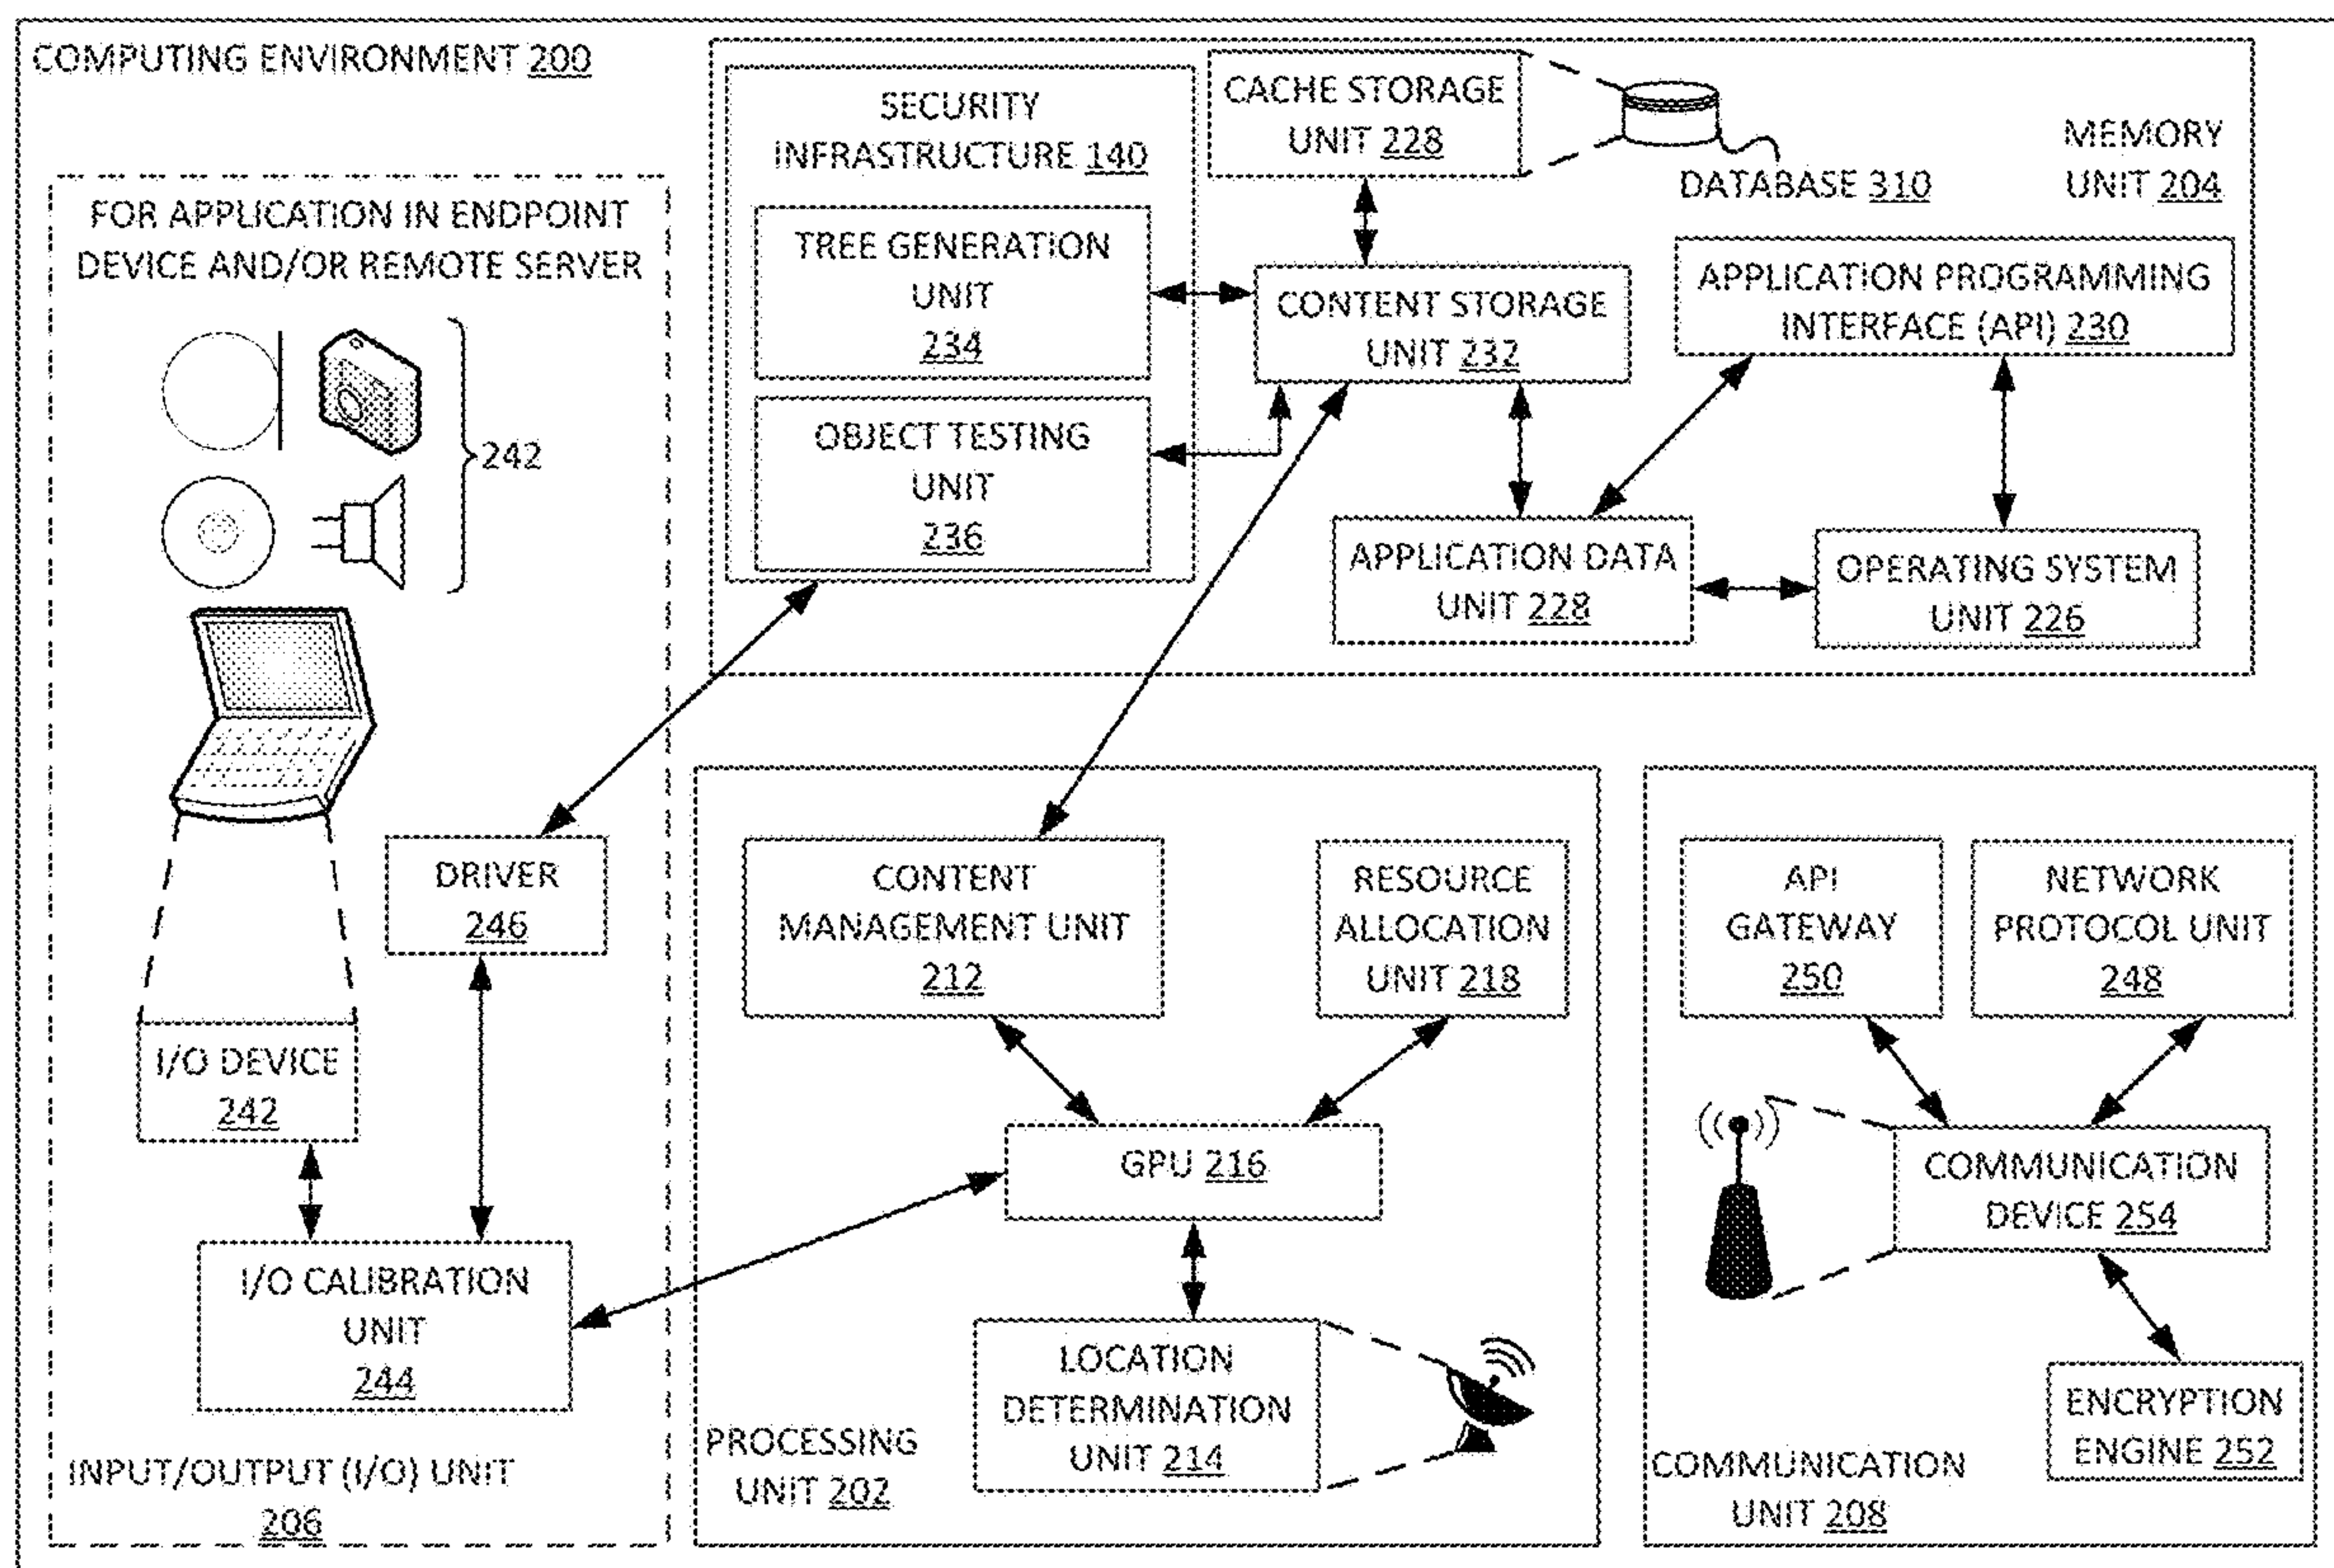 COMPUTING ENVIRONMENT 200
FOR APPLICATION IN ENDPOINT
DEVICE AND/OR REMOTE SERVER
242
DRIVER
246
I/O DEVICE
242
I/O CALIBRATION
UNIT
244
INPUT/OUTPUT (I/O) UNIT
206
SECURITY
INFRASTRUCTURE 140
TREE GENERATION
UNIT
234
OBJECT TESTING
UNIT
236
CACHE STORAGE
UNIT 228
DATABASE 310
MEMORY
UNIT 204
CONTENT STORAGE
UNIT 232
APPLICATION PROGRAMMING
INTERFACE (API) 230
APPLICATION DATA
UNIT 228
OPERATING SYSTEM
UNIT 226
CONTENT
MANAGEMENT UNIT
212
RESOURCE
ALLOCATION
UNIT 218
GPU 216
LOCATION
DETERMINATION
UNIT 214
PROCESSING
UNIT 202
API
GATEWAY
250
NETWORK
PROTOCOL UNIT
248
COMMUNICATION
DEVICE 254
ENCRYPTION
ENGINE 252
COMMUNICATION
UNIT 208